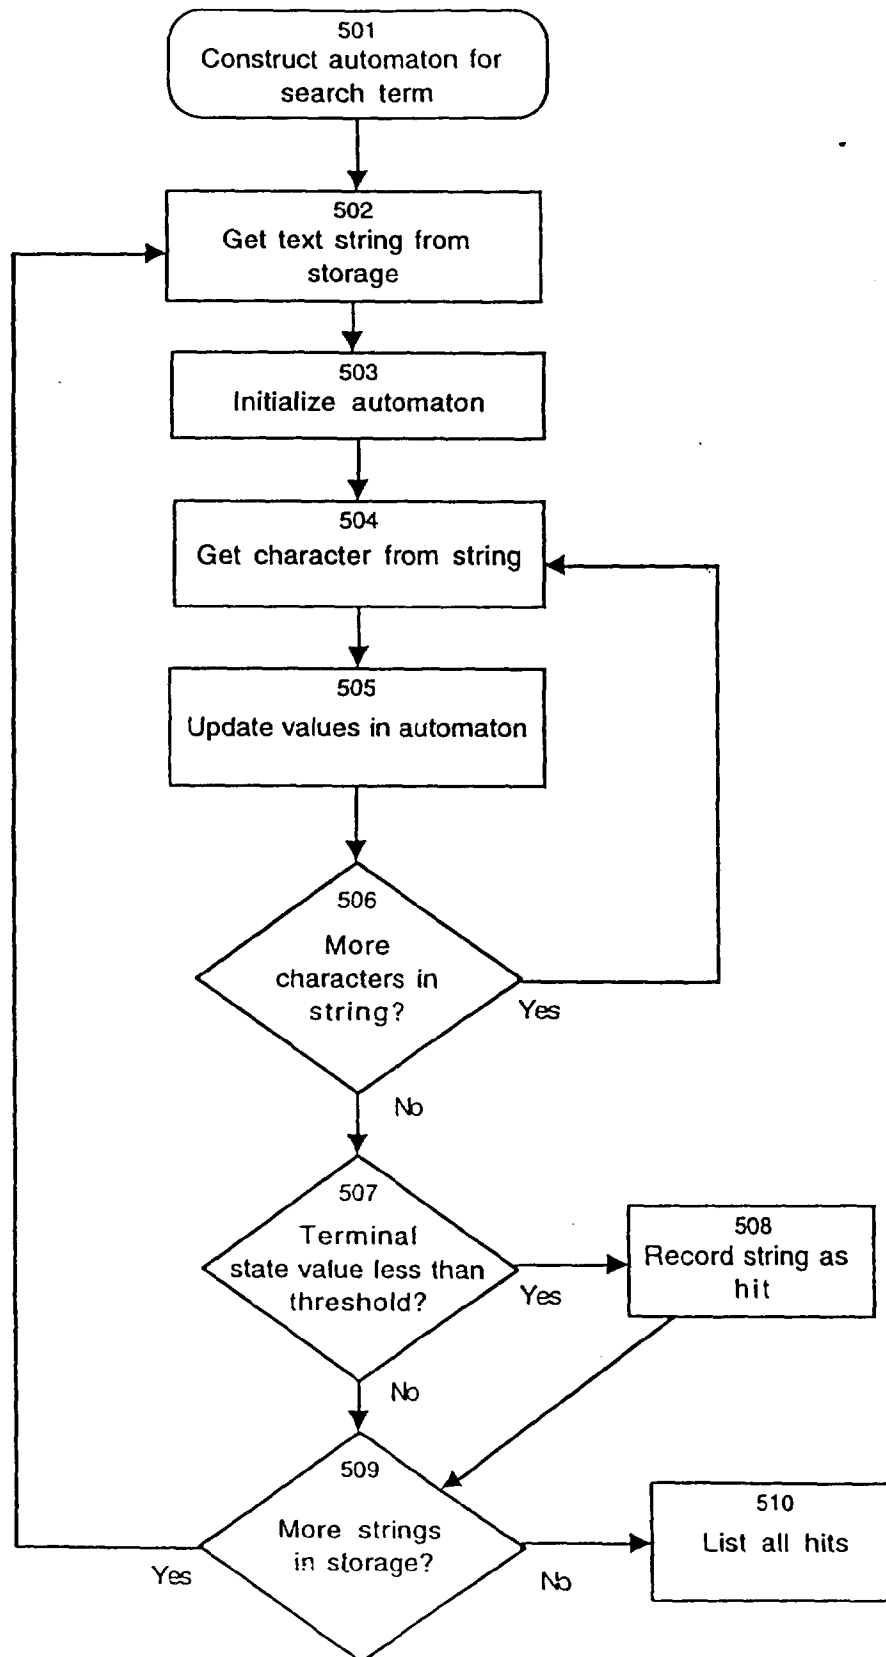 501
Construct automaton for
search term
502
Get text string from
storage
503
Initialize automaton
504
Get character from string
505
Update values in automaton
506
More
characters in
string?
Yes
No
507
Terminal
state value less than
threshold?
Yes
508
Record string as
hit
No
509
More strings
in storage?
Yes
No
510
List all hits